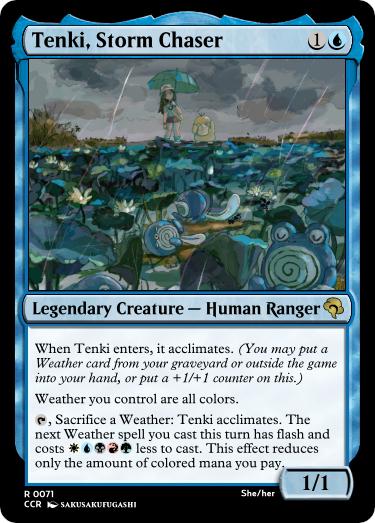 Tenki, Storm Chaser 1
Legendary Creature — Human Ranger
When Tenki enters, it acclimates. (You may put a
Weather card from your graveyard or outside the game
into your hand, or put a +1/+1 counter on this.)
Weather you control are all colors.
, Sacrifice a Weather: Tenki acclimates. The
next Weather spell you cast this turn has flash and
costs less to cast. This effect reduces
only the amount of colored mana you pay.
1/1
R 0071 She/her
CCR SAKUSAKUFUGASHI